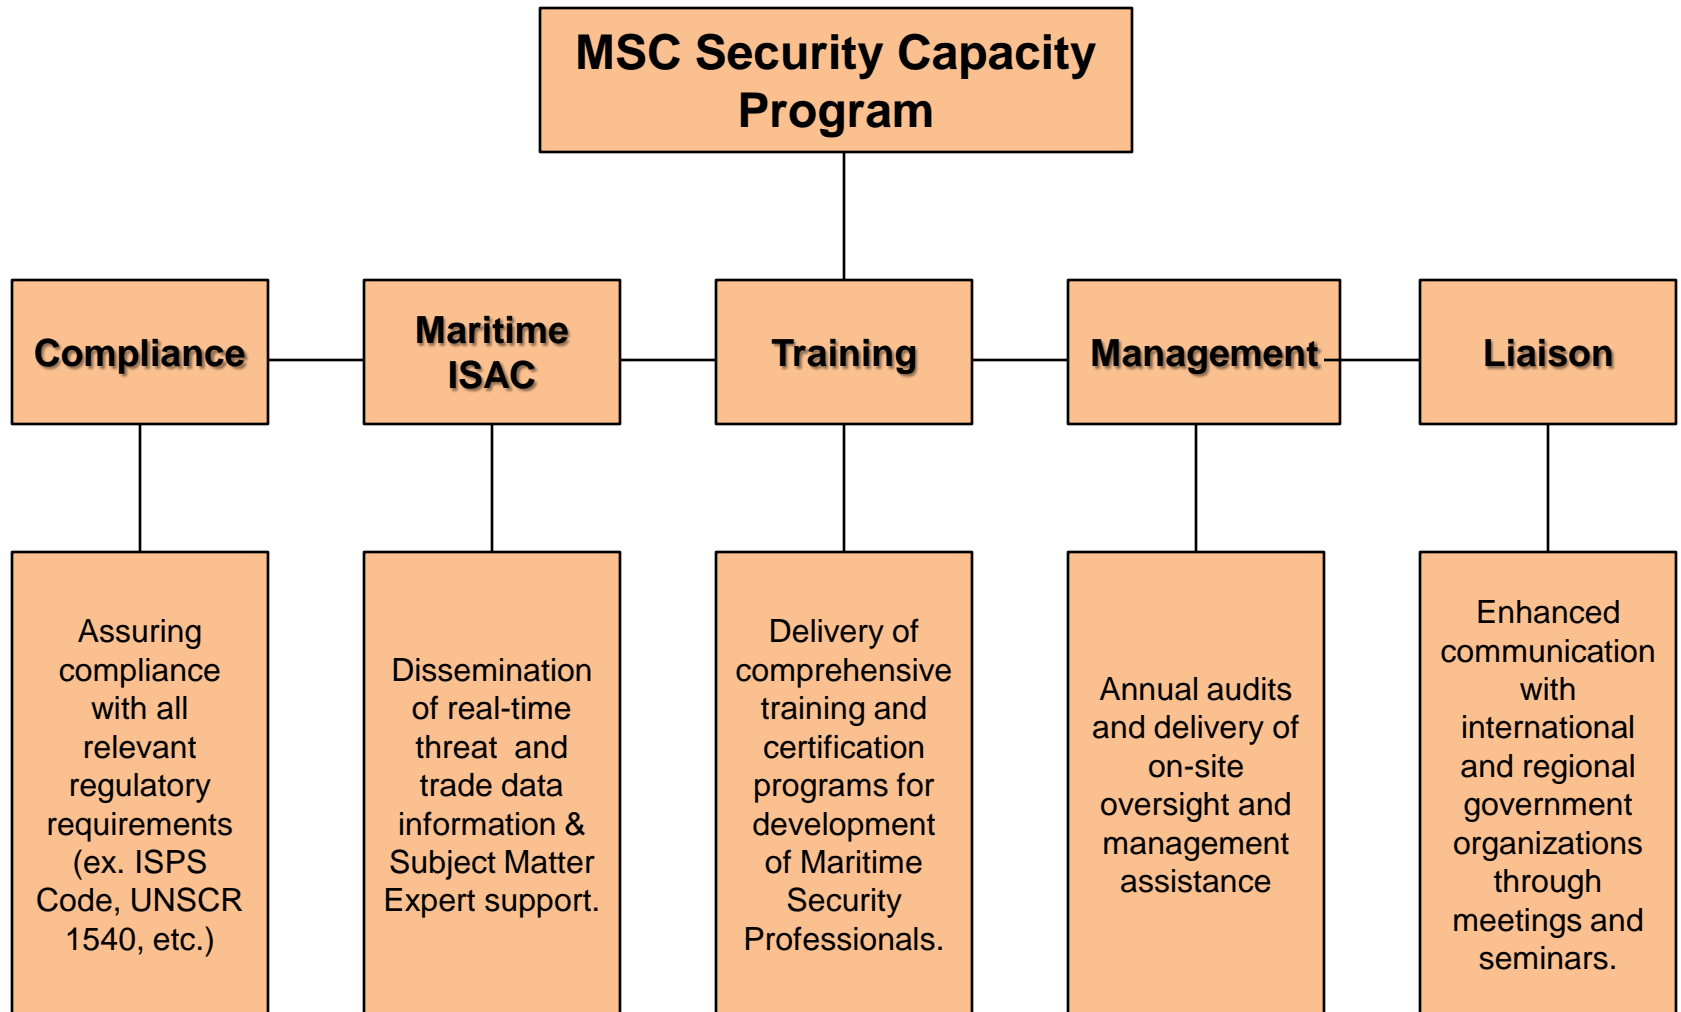 MSC Security Capacity
Program
Compliance
Maritime
ISAC
Training
Management
Liaison
Assuring
compliance
with all
relevant
regulatory
requirements
(ex. ISPS
Code, UNSCR
1540, etc.)
Dissemination
of real-time
threat  and
trade data
information &
Subject Matter
Expert support.
Delivery of
comprehensive
training and
certification
programs for
development
of Maritime
Security
Professionals.
Annual audits
and delivery of
on-site
oversight and
management
assistance
Enhanced
communication
with
international
and regional
government
organizations
through
meetings and
seminars.